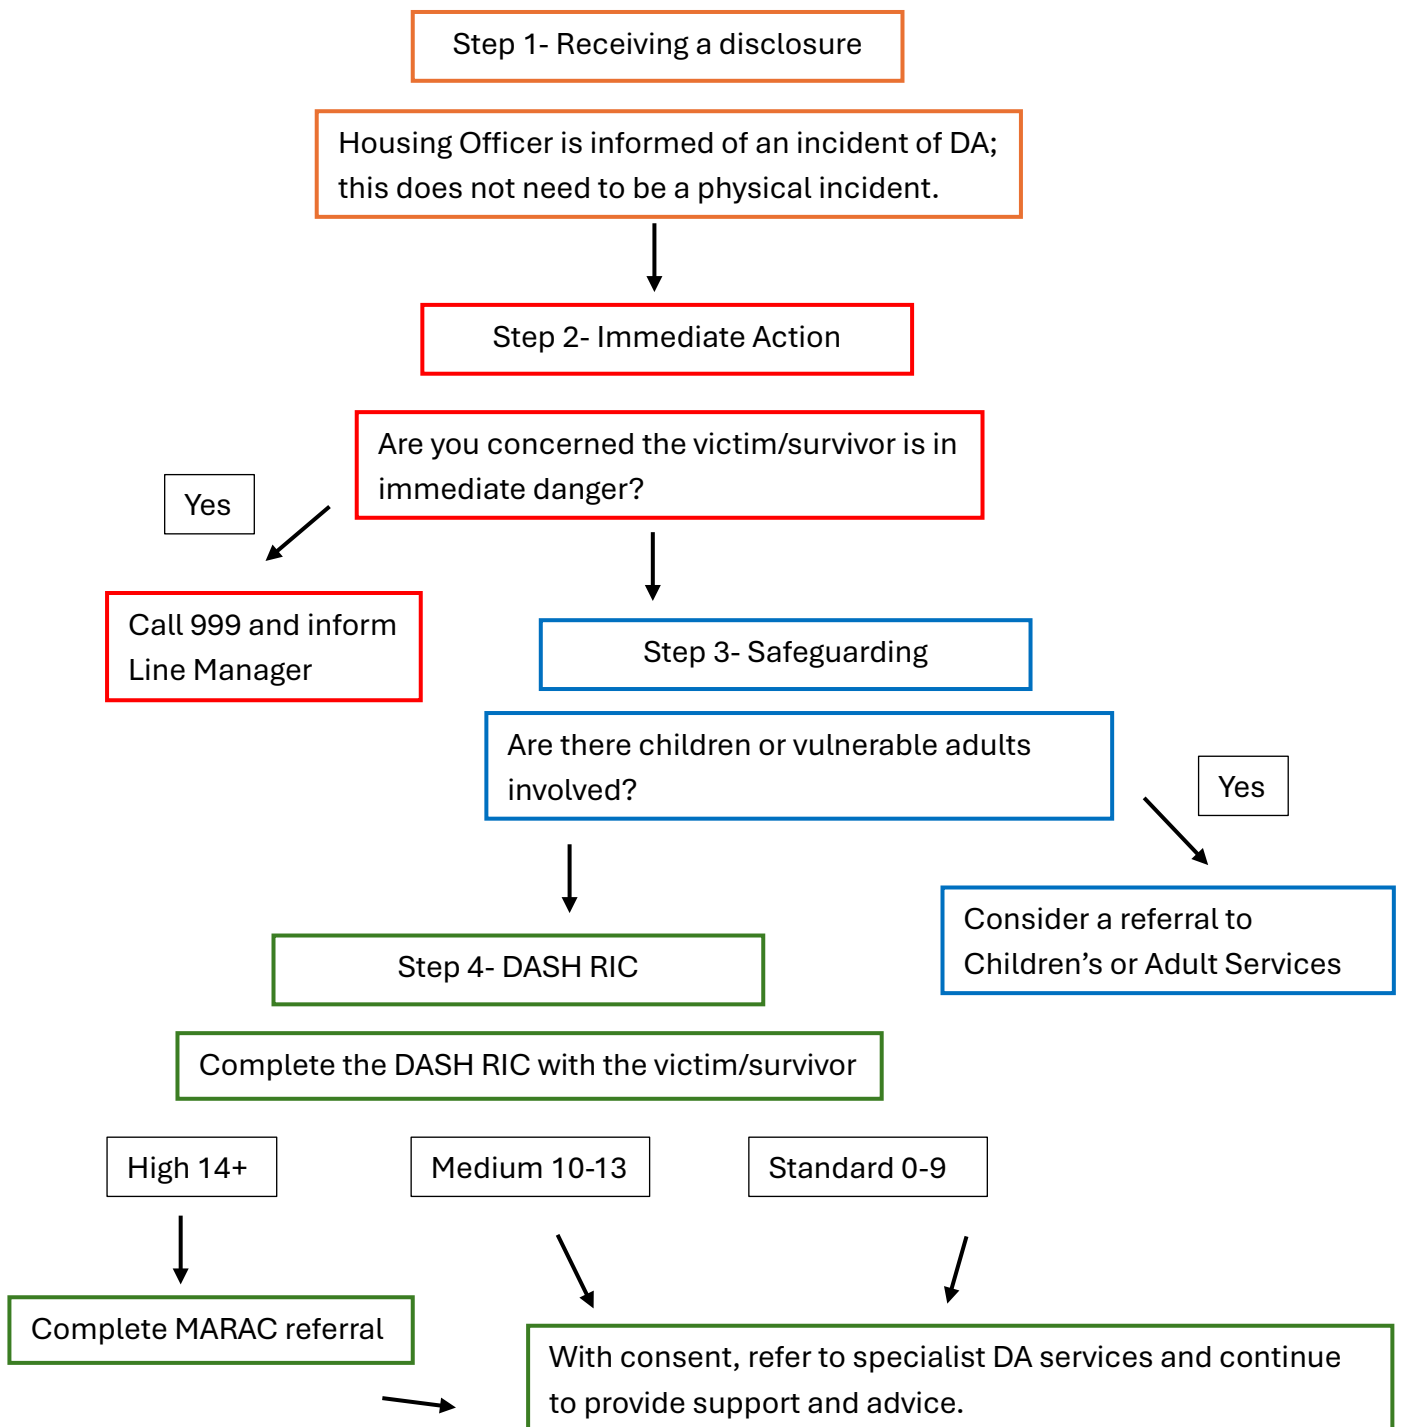 Step 1- Receiving a disclosure
Housing Officer is informed of an incident of DA;
this does not need to be a physical incident.
Step 2- Immediate Action
Are you concerned the victim/survivor is in
immediate danger?
Yes
Call 999 and inform
Line Manager
Step 3- Safeguarding
Are there children or vulnerable adults
involved?
Yes
Consider a referral to
Children’s or Adult Services
Step 4- DASH RIC
Complete the DASH RIC with the victim/survivor
High 14+
Medium 10-13
Standard 0-9
Complete MARAC referral
With consent, refer to specialist DA services and continue
to provide support and advice.